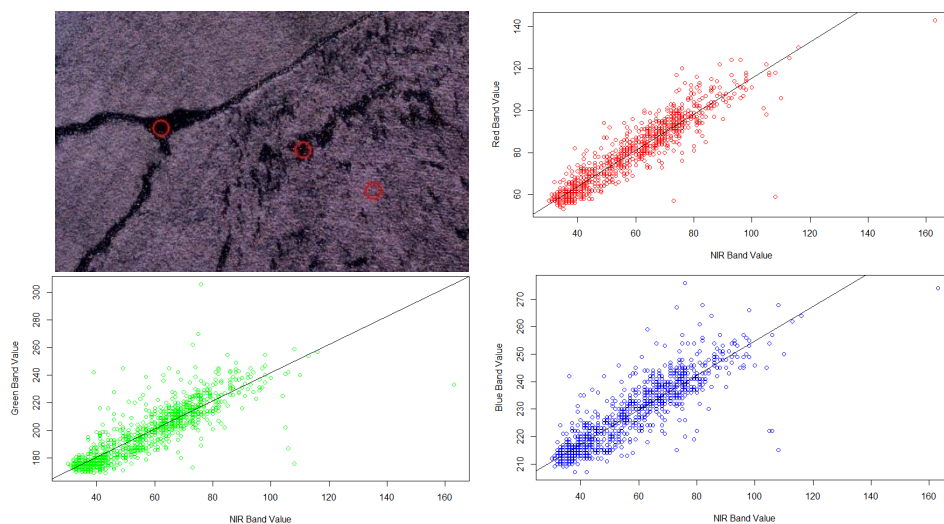 Red Band Value
60 80 100 120 140
40 60 80 100 120 140 160
NIR Band Value
Green Band Value
180 200 220 240 260 280 300
40 60 80 100 120 140 160
NIR Band Value
Blue Band Value
210 220 230 240 250 260 270
40 60 80 100 120 140 160
NIR Band Value